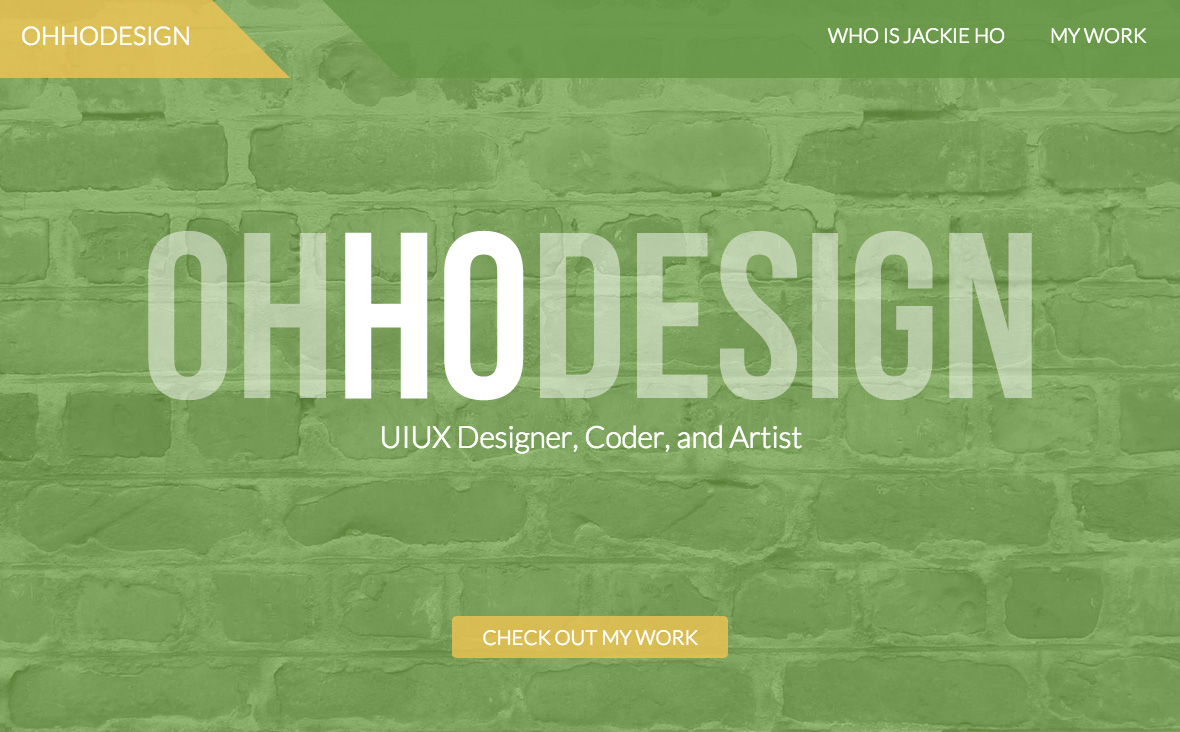 OHHODESIGN
WHO IS JACKIE HO
MY WORK
OHHODESIGN
UIUX Designer, Coder, and Artist
CHECK OUT MY WORK